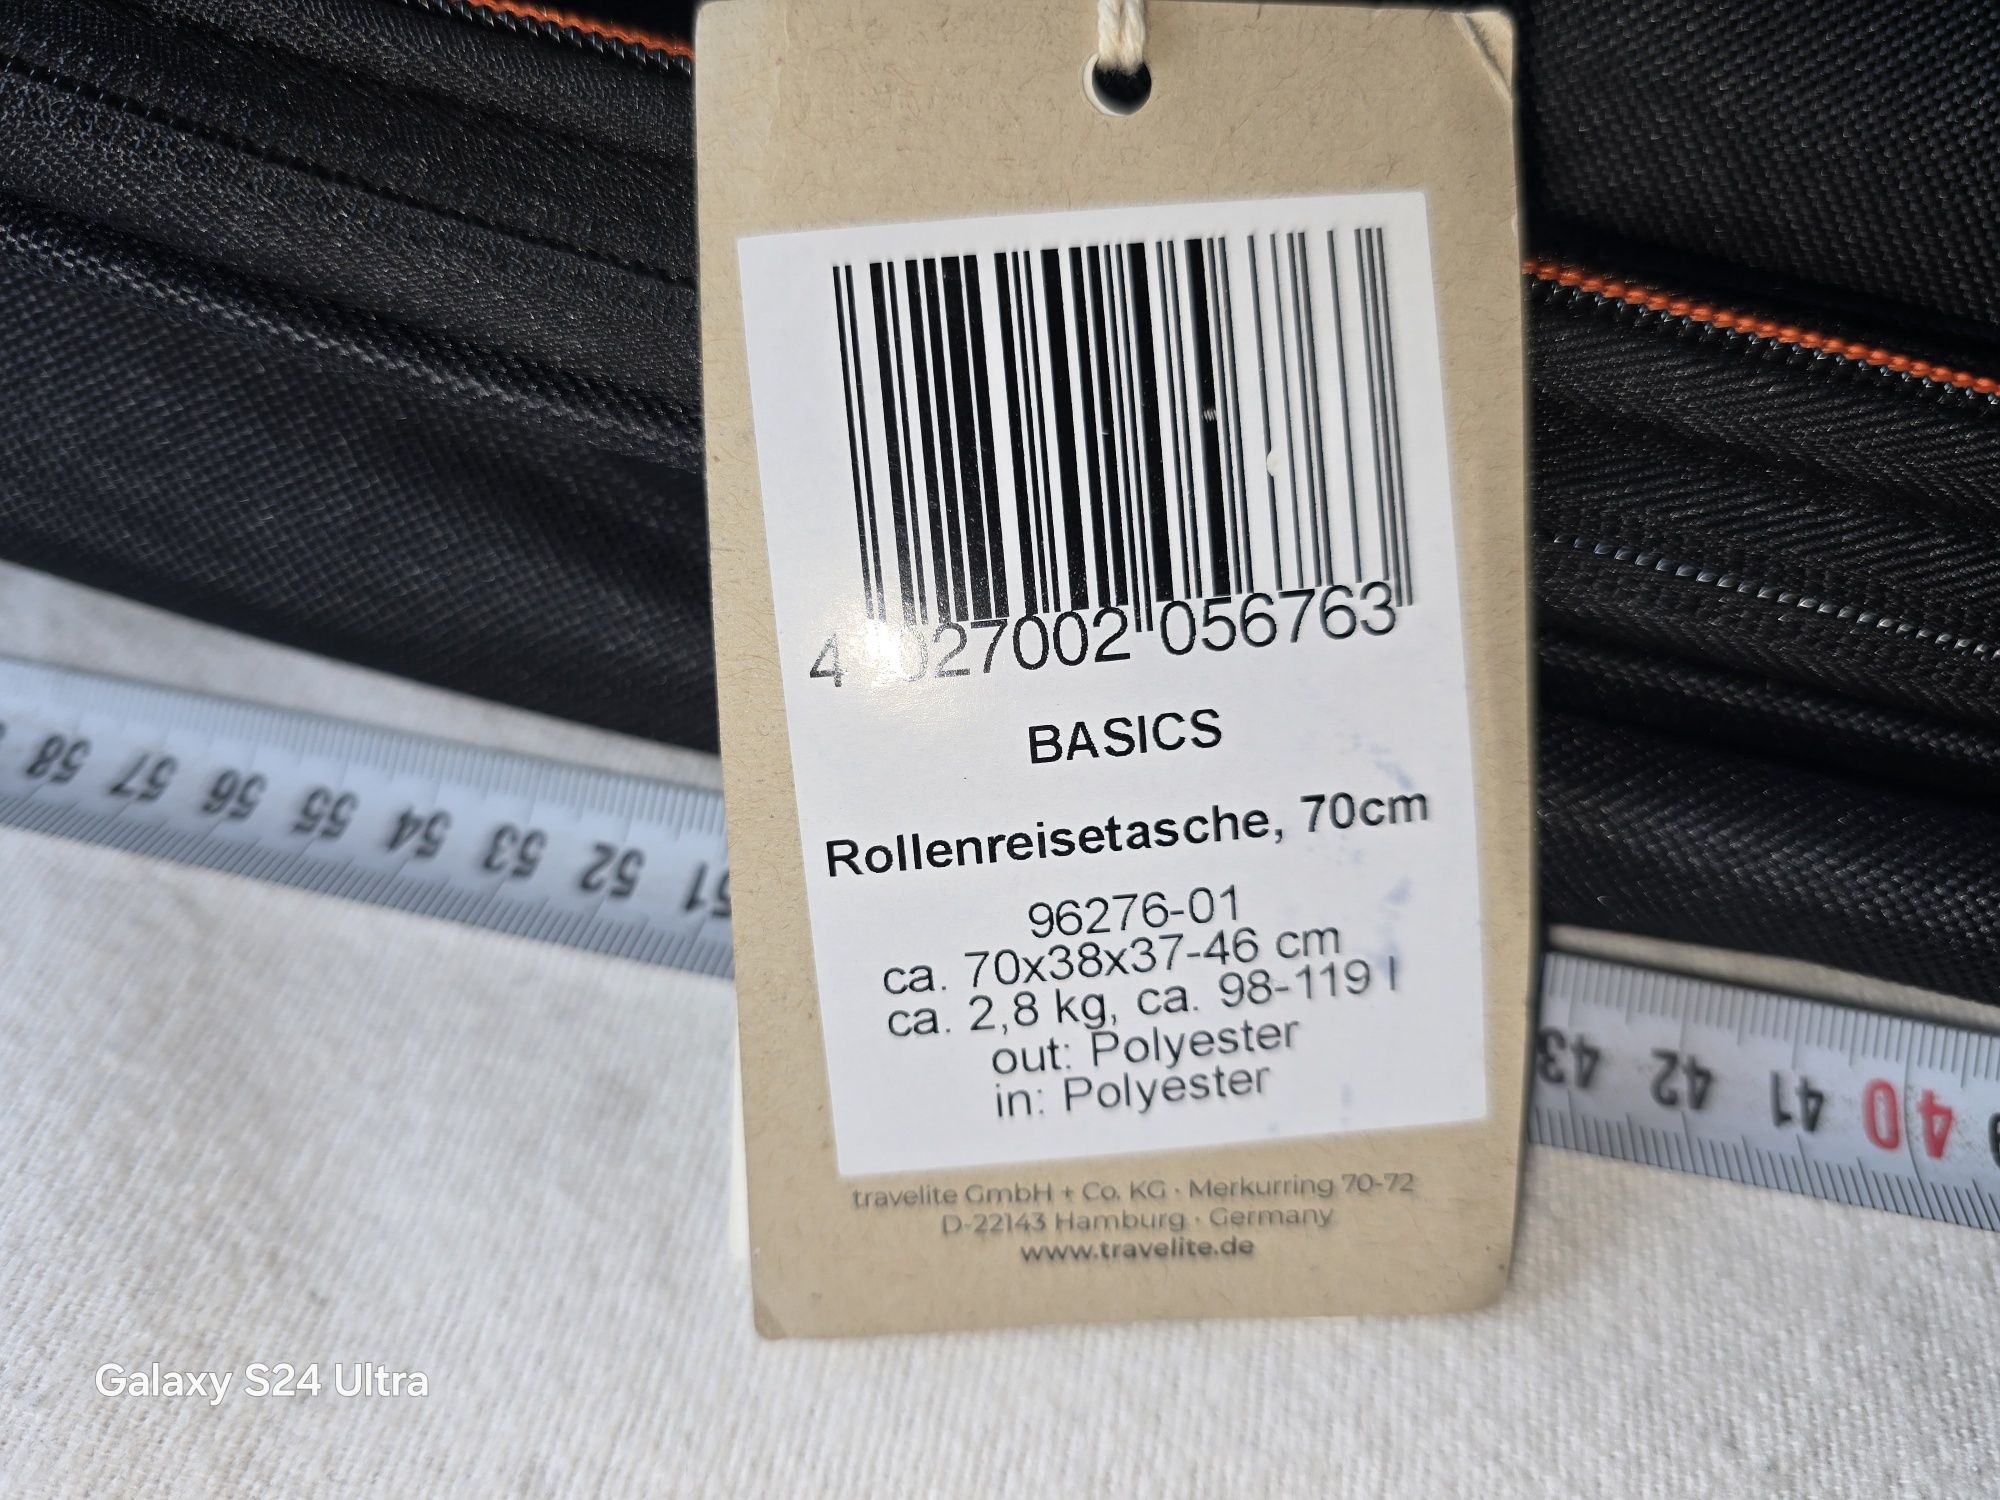 4 027002 056763
BASICS
Rollenreisetasche, 70cm
96276-01
ca. 70x38x37-46 cm
ca. 2,8 kg, ca. 98-119 l
out: Polyester
in: Polyester
travelite GmbH + Co. KG · Merkurring 70-72
D-22143 Hamburg · Germany
www.travelite.de
58 57 56 55 54 53 52 51
43 42 41 40
Galaxy S24 Ultra